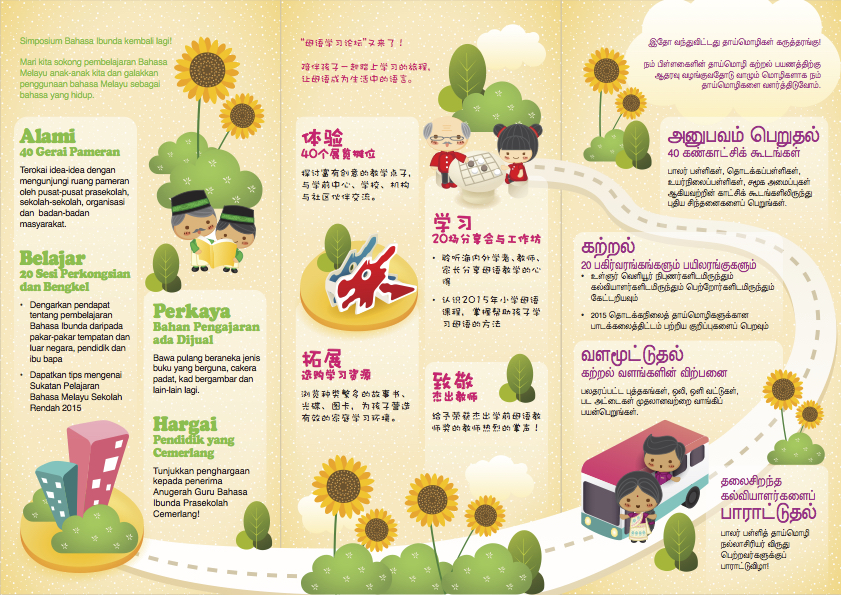 Simposium Bahasa Ibunda kembali lagi!
Mari kita sokong pembelajaran Bahasa
Melayu anak-anak kita dan galakkan
penggunaan bahasa Melayu sebagai
bahasa yang hidup.
Alami
40 Gerai Pameran
Terokai idea-idea dengan
mengunjungi ruang pameran
oleh pusat-pusat prasekolah,
sekolah-sekolah, organisasi
dan badan-badan
masyarakat.
Belajar
20 Sesi Perkongsian
dan Bengkel
• Dengarkan pendapat
tentang pembelajaran
Bahasa Ibunda daripada
pakar-pakar tempatan dan
luar negara, pendidik dan
ibu bapa
• Dapatkan tips mengenai
Sukatan Pelajaran
Bahasa Melayu Sekolah
Rendah 2015
Perkaya
Bahan Pengajaran
ada Dijual
Bawa pulang beraneka jenis
buku yang berguna, cakera
padat, kad bergambar dan
lain-lain lagi.
Hargai
Pendidik yang
Cemerlang
Tunjukkan penghargaan
kepada penerima
Anugerah Guru Bahasa
Ibunda Prasekolah
Cemerlang!
“母语学习论坛”又来了！
陪伴孩子一起踏上学习的旅程，
让母语成为生活中的语言。
体验
40个展览摊位
探讨富有创意的教学点子，
与学前中心、学校、机构
与社区伙伴交流。
学习
20场分享会与工作坊
• 聆听海内外学者、教师、
家长分享母语教学的心
得
• 认识2015年小学母语
课程，掌握帮助孩子学
习母语的方法
拓展
选购学习资源
浏览种类繁多的故事书、
光碟、图卡，为孩子营造
有效的家庭学习环境。
致敬
杰出教师
给予荣获杰出学前母语教
师奖的教师热烈的掌声！
இதோ வந்துவிட்டது தாய்மொழிகள் கருத்தரங்கு!
நம் பிள்ளைகளின் தாய்மொழி கற்றல் பயணத்திற்கு
ஆதரவு வழங்குவதோடு வாழும் மொழிகளாக நம்
தாய்மொழிகளை வளர்த்திடுவோம்.
அனுபவம் பெறுதல்
40 கண்காட்சிக் கூடங்கள்
பாலர் பள்ளிகள், தொடக்கப்பள்ளிகள்,
உயர்நிலைப்பள்ளிகள், சமூக அமைப்புகள்
ஆகியவற்றின் காட்சிக் கூடங்களிலிருந்து
புதிய சிந்தனைகளைப் பெறுங்கள்.
கற்றல்
20 பகிர்வரங்கங்களும் பயிலரங்குகளும்
• உள்ளூர் வெளியூர் நிபுணர்களிடமிருந்தும்
கல்வியாளர்களிடமிருந்தும் பெற்றோர்களிடமிருந்தும்
கேட்டறியவும்
• 2015 தொடக்கநிலைத் தாய்மொழிகளுக்கான
பாடக்கலைத்திட்டம் பற்றிய குறிப்புகளைப் பெறவும்
வளமூட்டுதல்
கற்றல் வளங்களின் விற்பனை
பலதரப்பட்ட புத்தகங்கள், ஒலி, ஒளி வட்டுகள்,
பட அட்டைகள் முதலானவற்றை வாங்கிப்
பயன்பெறுங்கள்.
தலைசிறந்த
கல்வியாளர்களைப்
பாராட்டுதல்
பாலர் பள்ளித் தாய்மொழி
நல்லாசிரியர் விருது
பெற்றவர்களுக்குப்
பாராட்டுவிழா!